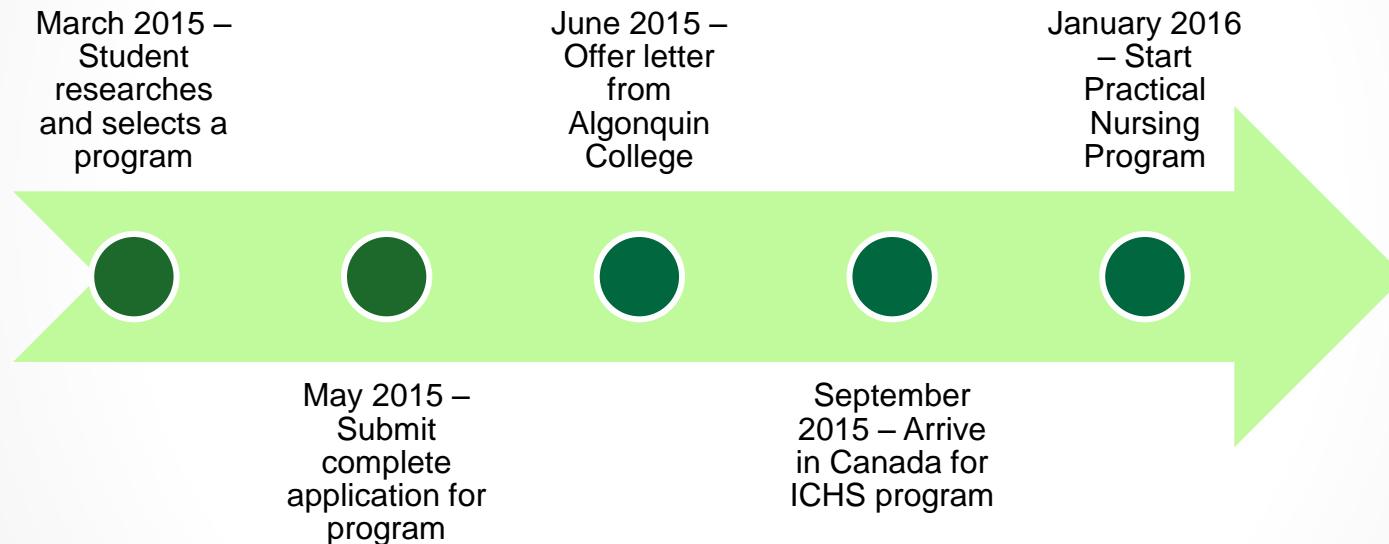 March 2015 –
Student
researches
and selects a
program
May 2015 –
Submit
complete
application for
program
June 2015 –
Offer letter
from
Algonquin
College
September
2015 – Arrive
in Canada for
ICHS program
January 2016
– Start
Practical
Nursing
Program